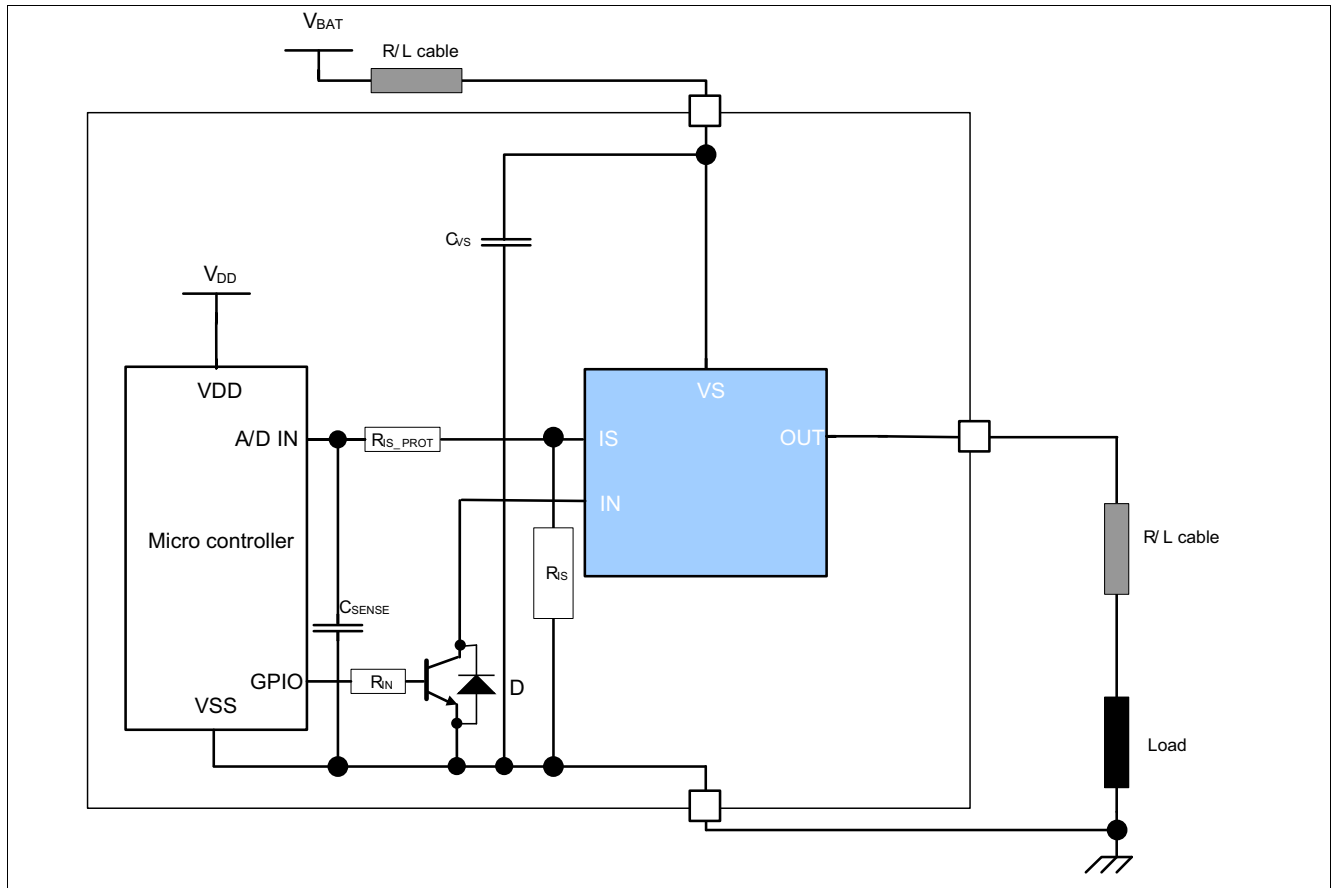 VBAT
R/L cable
CVS
VDD
VDD
VS
A/D IN
RIS_PROT
IS
OUT
IN
Micro controller
RIS
R/L cable
CSENSE
GPIO
RIN
D
VSS
Load